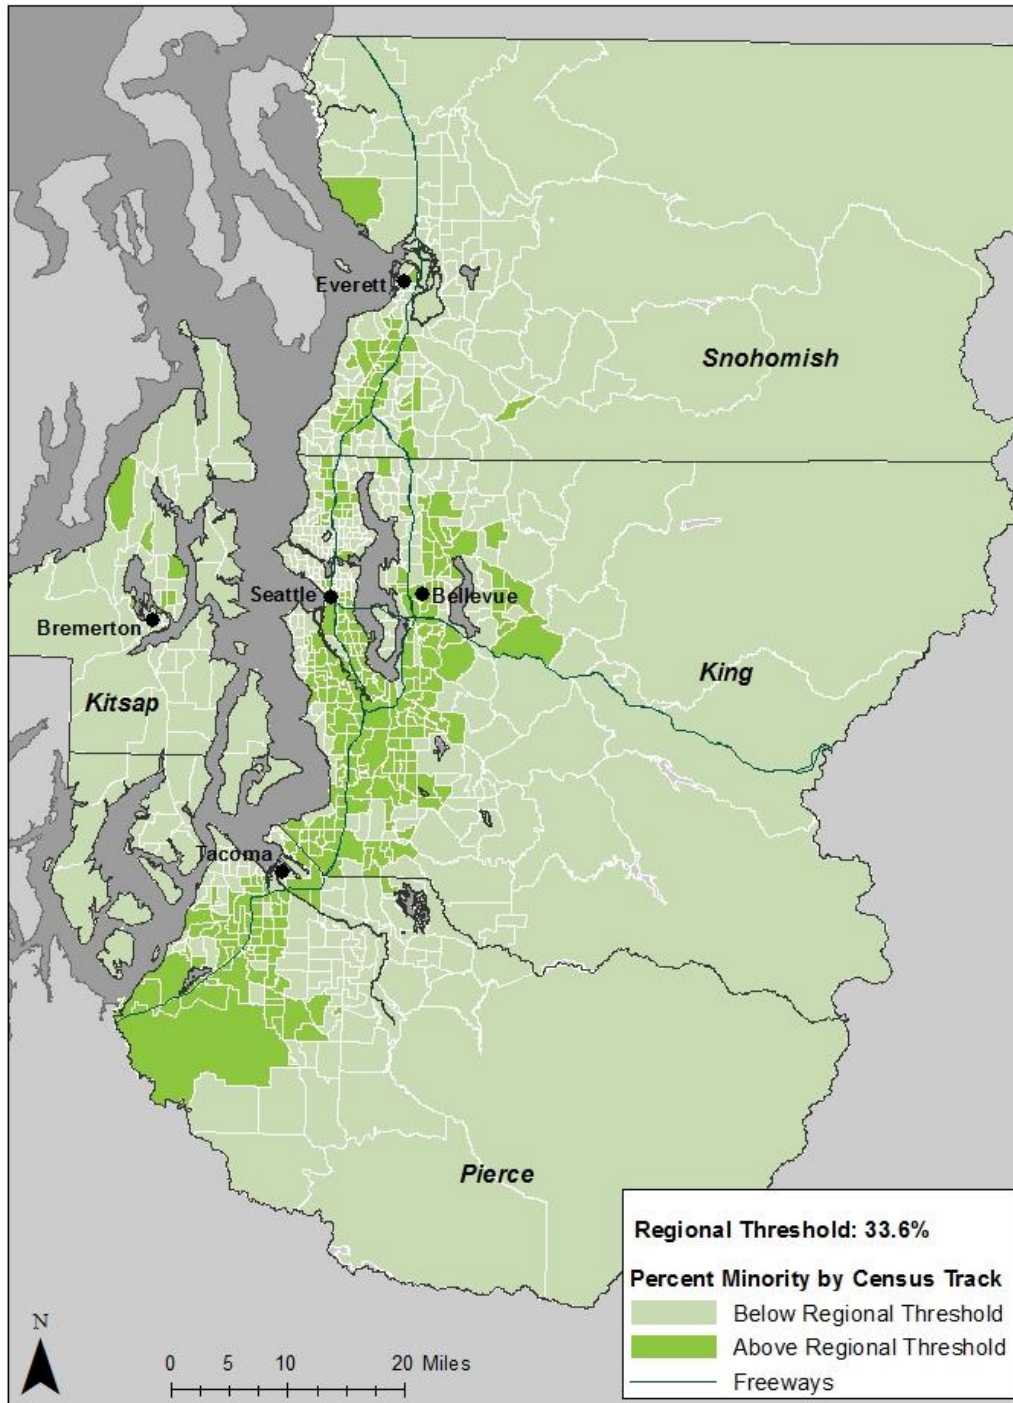 Everett
Snohomish
Seattle
Bellevue
Bremerton
King
Kitsap
Tacoma
Pierce
Regional Threshold: 33.6%
Percent Minority by Census Track
Below Regional Threshold
Above Regional Threshold
Freeways
N
0 5 10 20 Miles